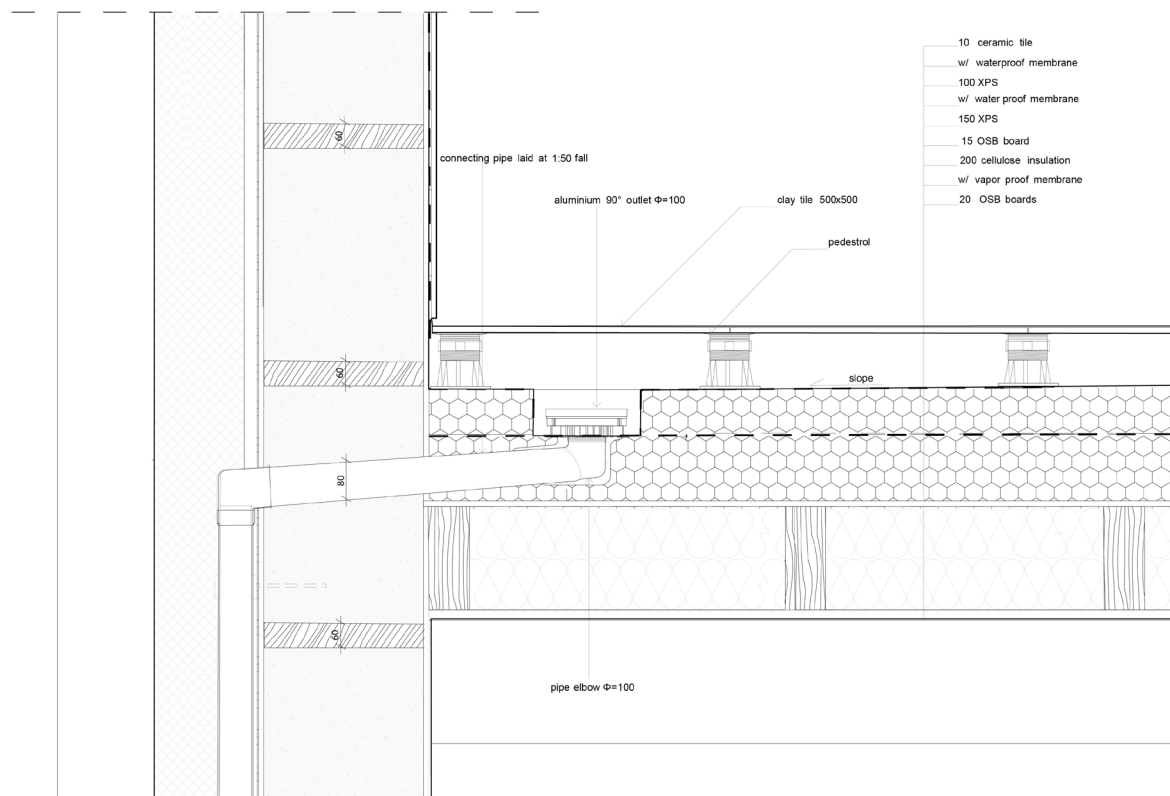 10 ceramic tile
w/ waterproof membrane
100 XPS
w/ water proof membrane
150 XPS
15 OSB board
200 cellulose insulation
w/ vapor proof membrane
20 OSB boards
60
connecting pipe laid at 1:50 fall
aluminium 90° outlet Φ=100
clay tile 500x500
pedestrol
60
slope
80
60
pipe elbow Φ=100